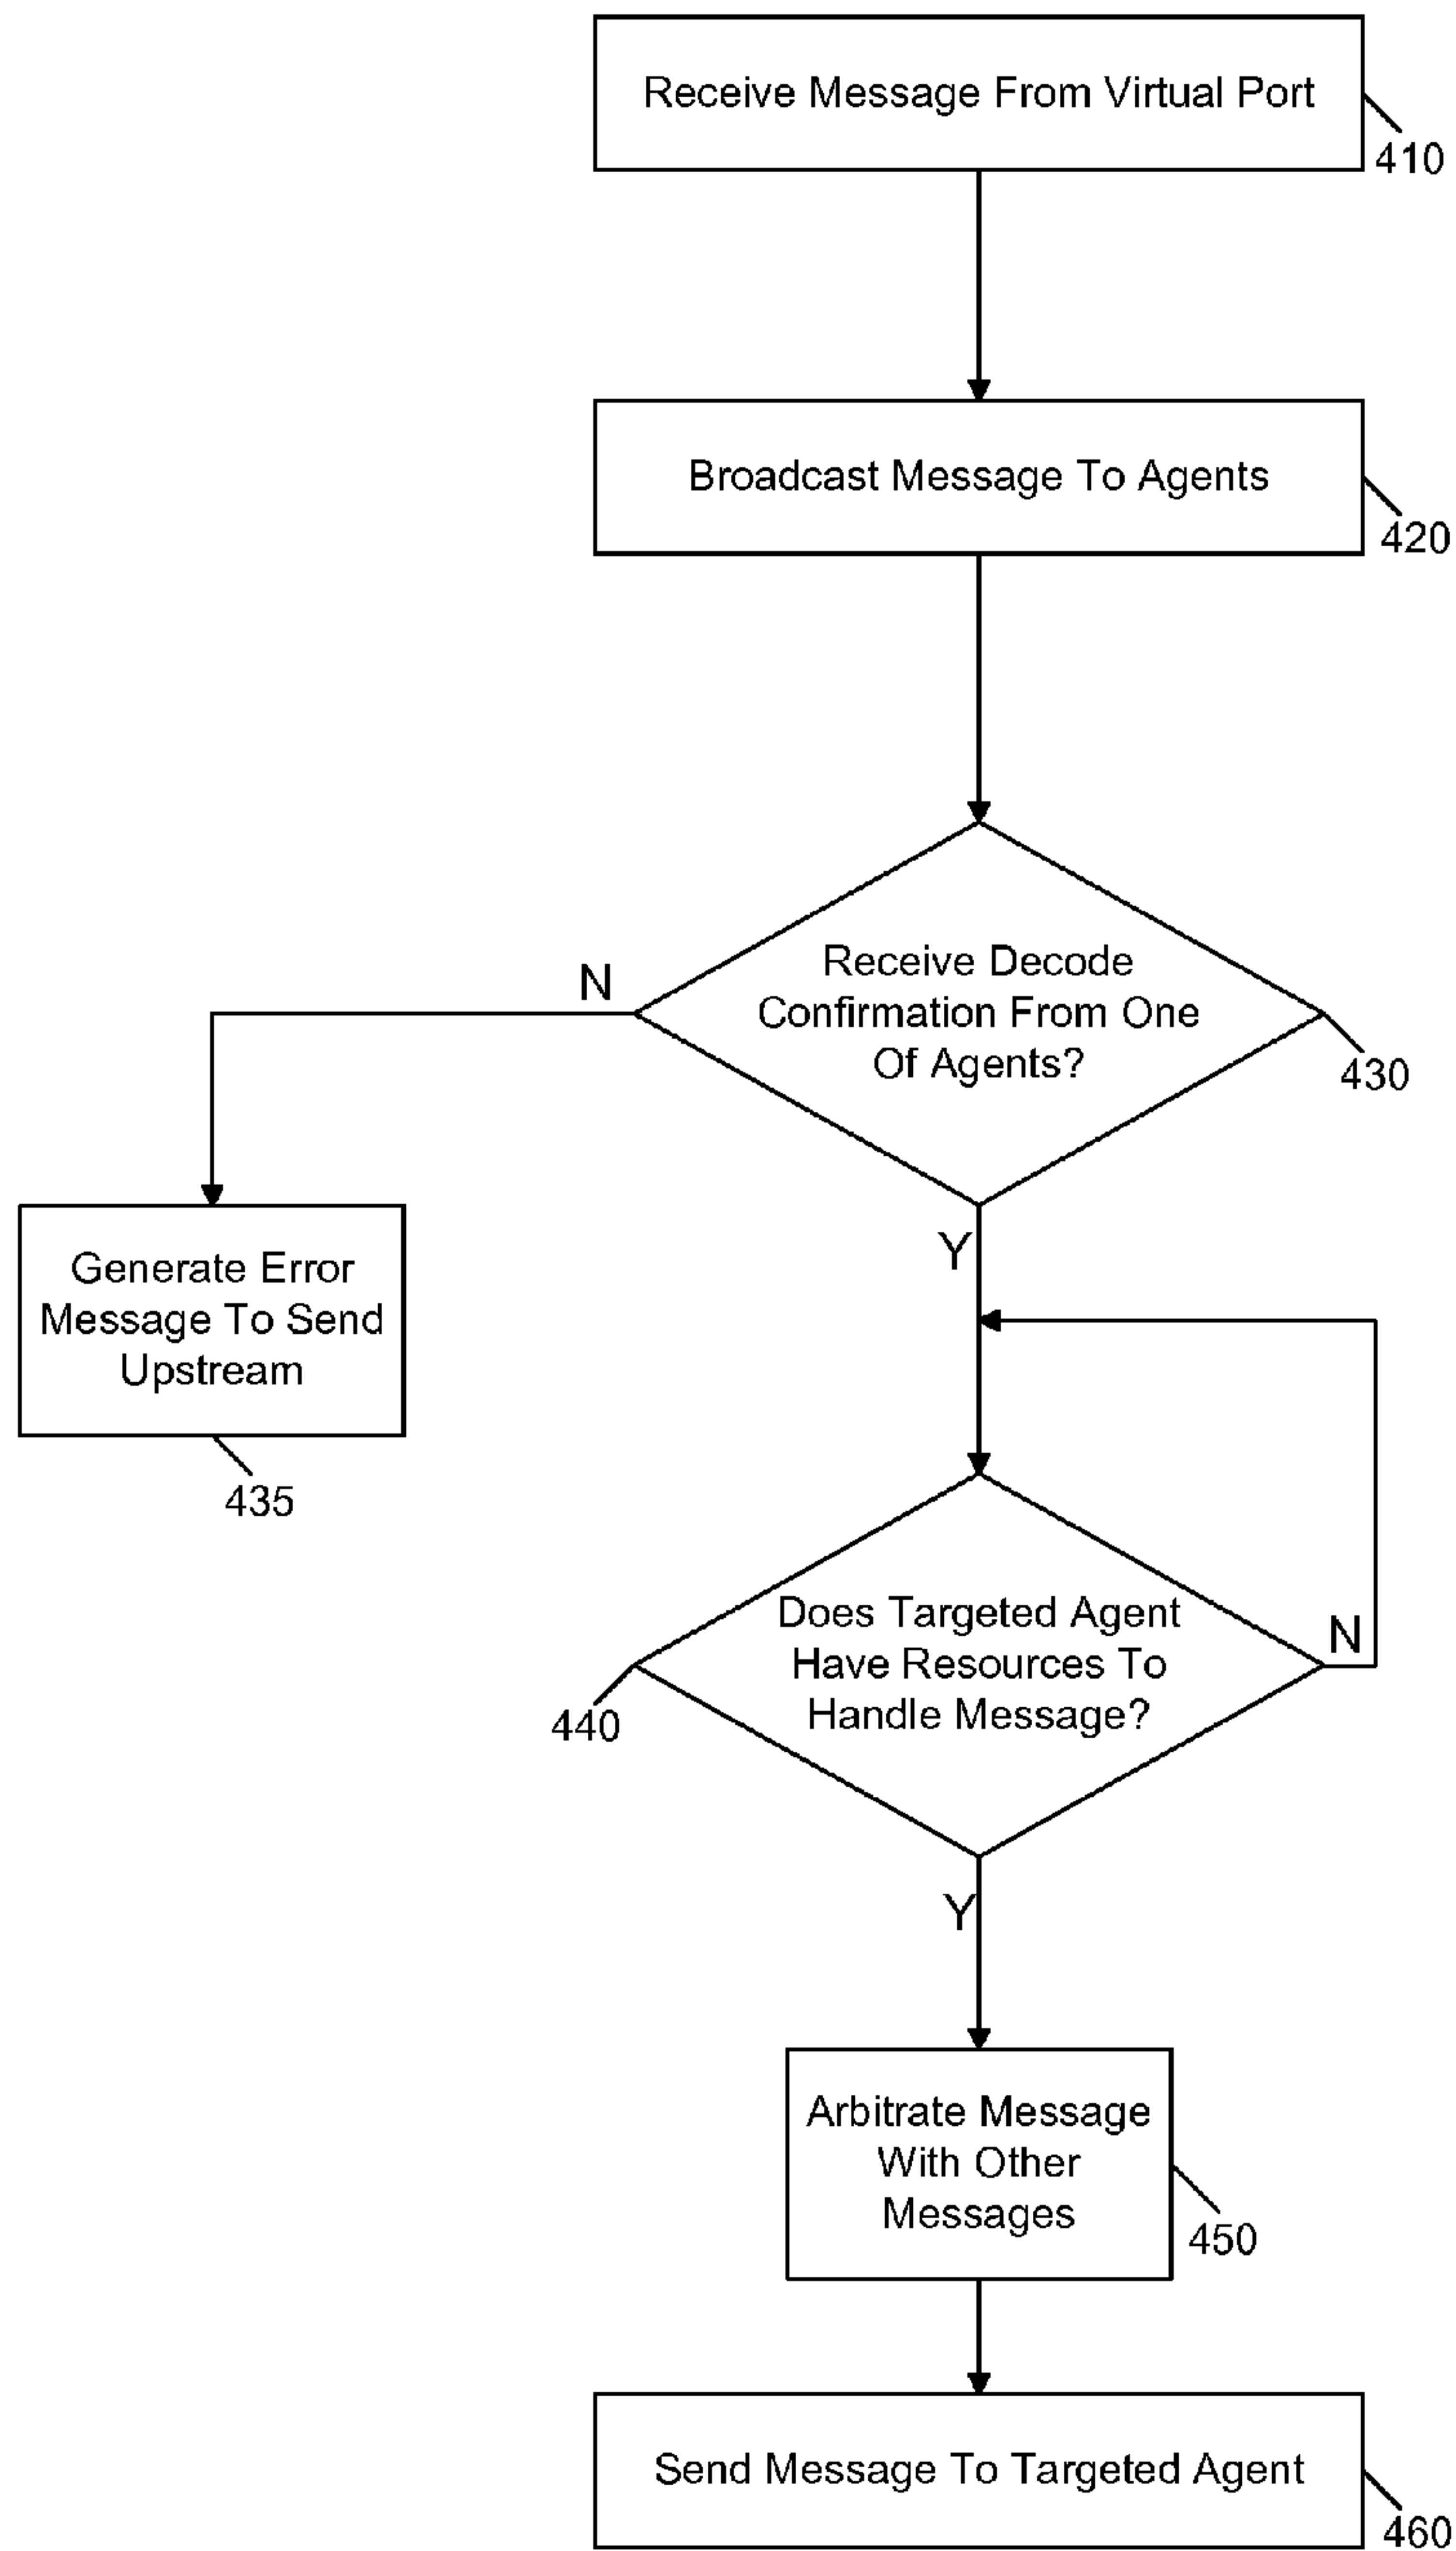 Receive Message From Virtual Port
410
Broadcast Message To Agents
420
Receive Decode
Confirmation From One
Of Agents?
430
N
Y
Generate Error
Message To Send
Upstream
435
Does Targeted Agent
Have Resources To
Handle Message?
N
440
Y
Arbitrate Message
With Other
Messages
450
Send Message To Targeted Agent
460